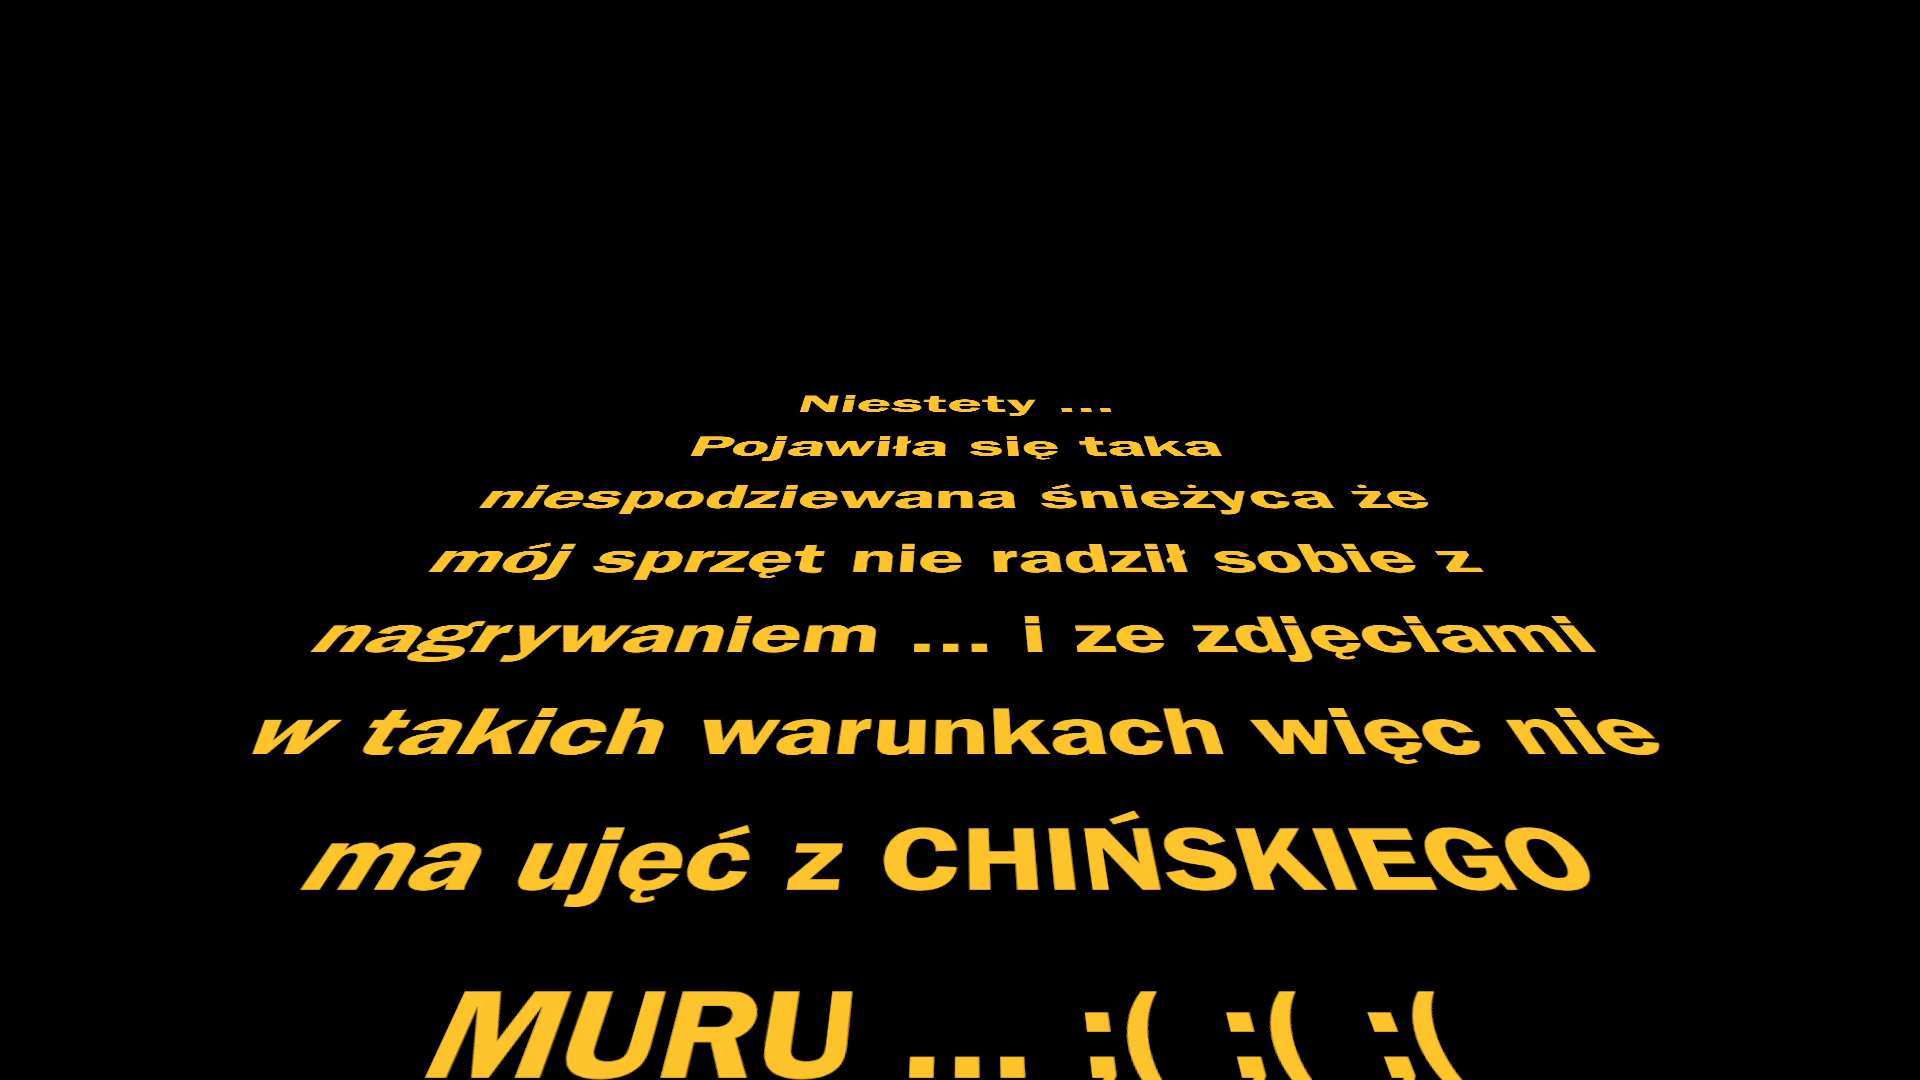 Niestety ...
Pojawiła się taka
niespodziewana śnieżyca że
mój sprzęt nie radził sobie z
nagrywaniem ... i ze zdjęciami
w takich warunkach więc nie
ma ujęć z CHIŃSKIEGO
MURU ... ;( ;( ;(